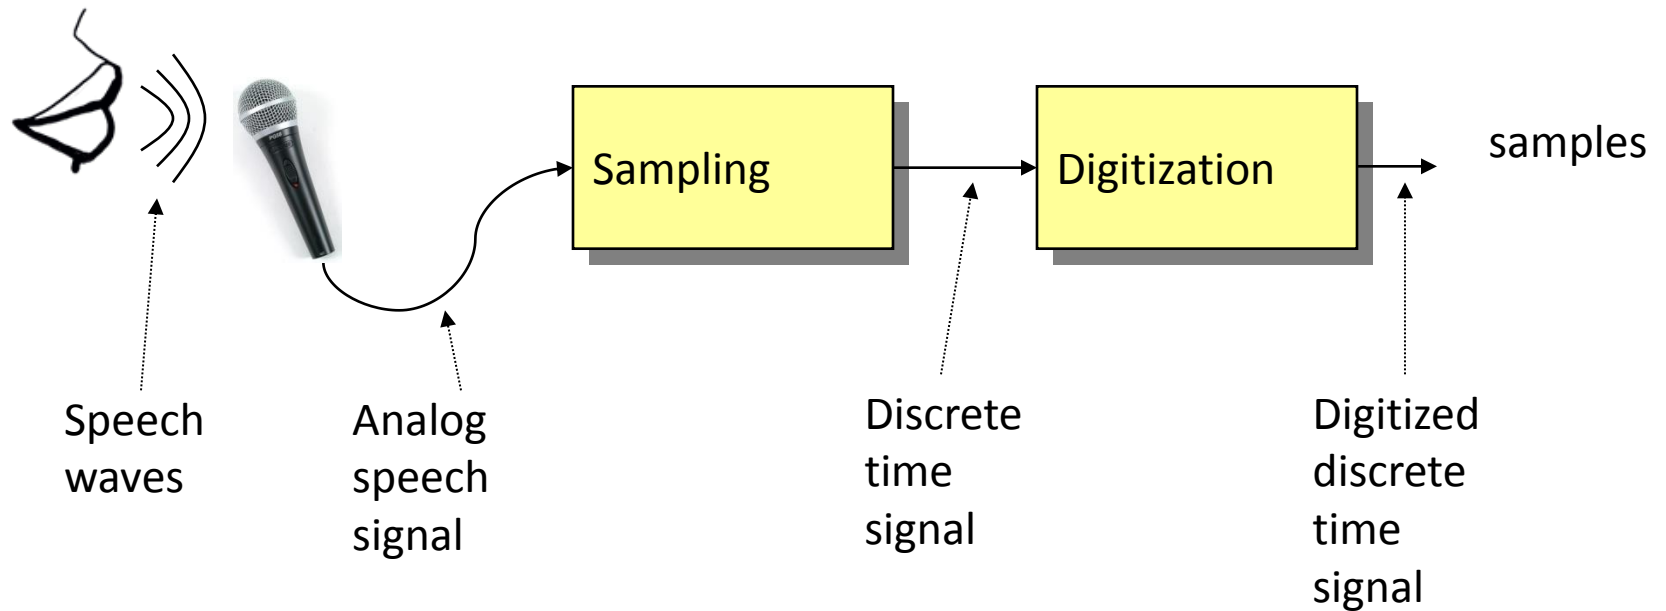 Sampling
Digitization
samples
Speech
waves
Analog
speech
signal
Discrete
time
signal
Digitized
discrete
time
signal